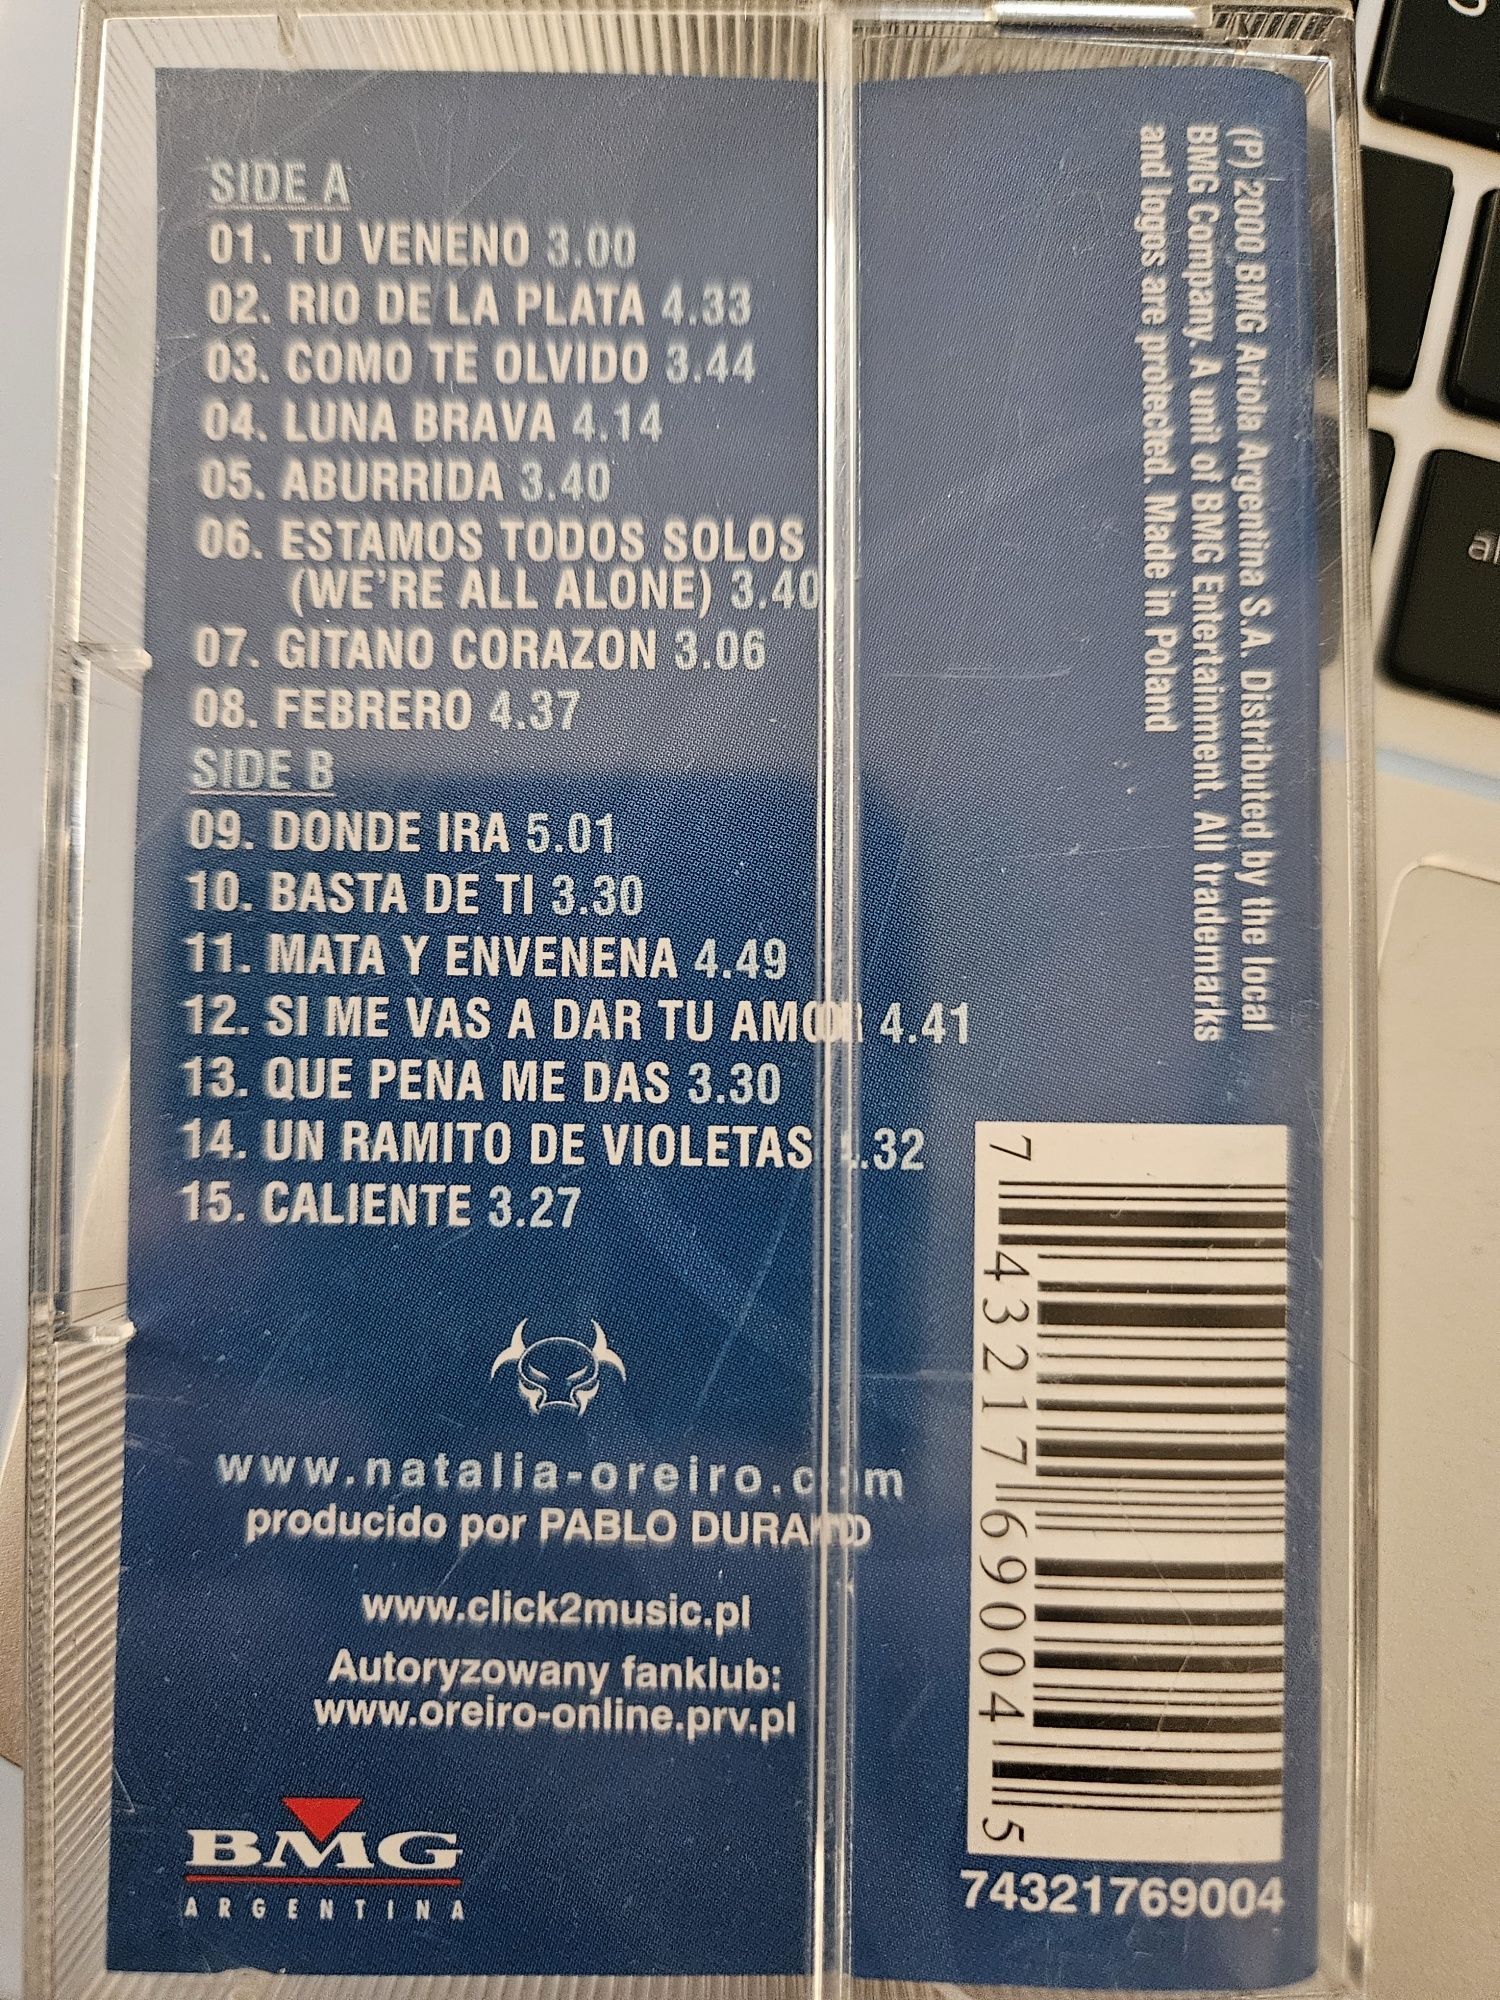 SIDE A
01. TU VENENO 3.00
02. RIO DE LA PLATA 4.33
03. COMO TE OLVIDO 3.44
04. LUNA BRAVA 4.14
05. ABURRIDA 3.40
06. ESTAMOS TODOS SOLOS
(WE'RE ALL ALONE) 3.40
07. GITANO CORAZON 3.06
08. FEBRERO 4.37
SIDE B
09. DONDE IRA 5.01
10. BASTA DE TI 3.30
11. MATA Y ENVENENA 4.49
12. SI ME VAS A DAR TU AMOR 4.41
13. QUE PENA ME DAS 3.30
14. UN RAMITO DE VIOLETAS
15. CALIENTE 3.27
www.natalia-oreiro.com
producido por PABLO DURAND
www.click2music.pl
Autoryzowany fanklub:
www.oreiro-online.prv.pl
BMG
ARGENTINA
(P) 2000 BMG Ariola Argentina S.A. Distributed by the local
BMG Company. A unit of BMG Entertainment. All trademarks
and logos are protected. Made in Poland
7 432176 90045
74321769004